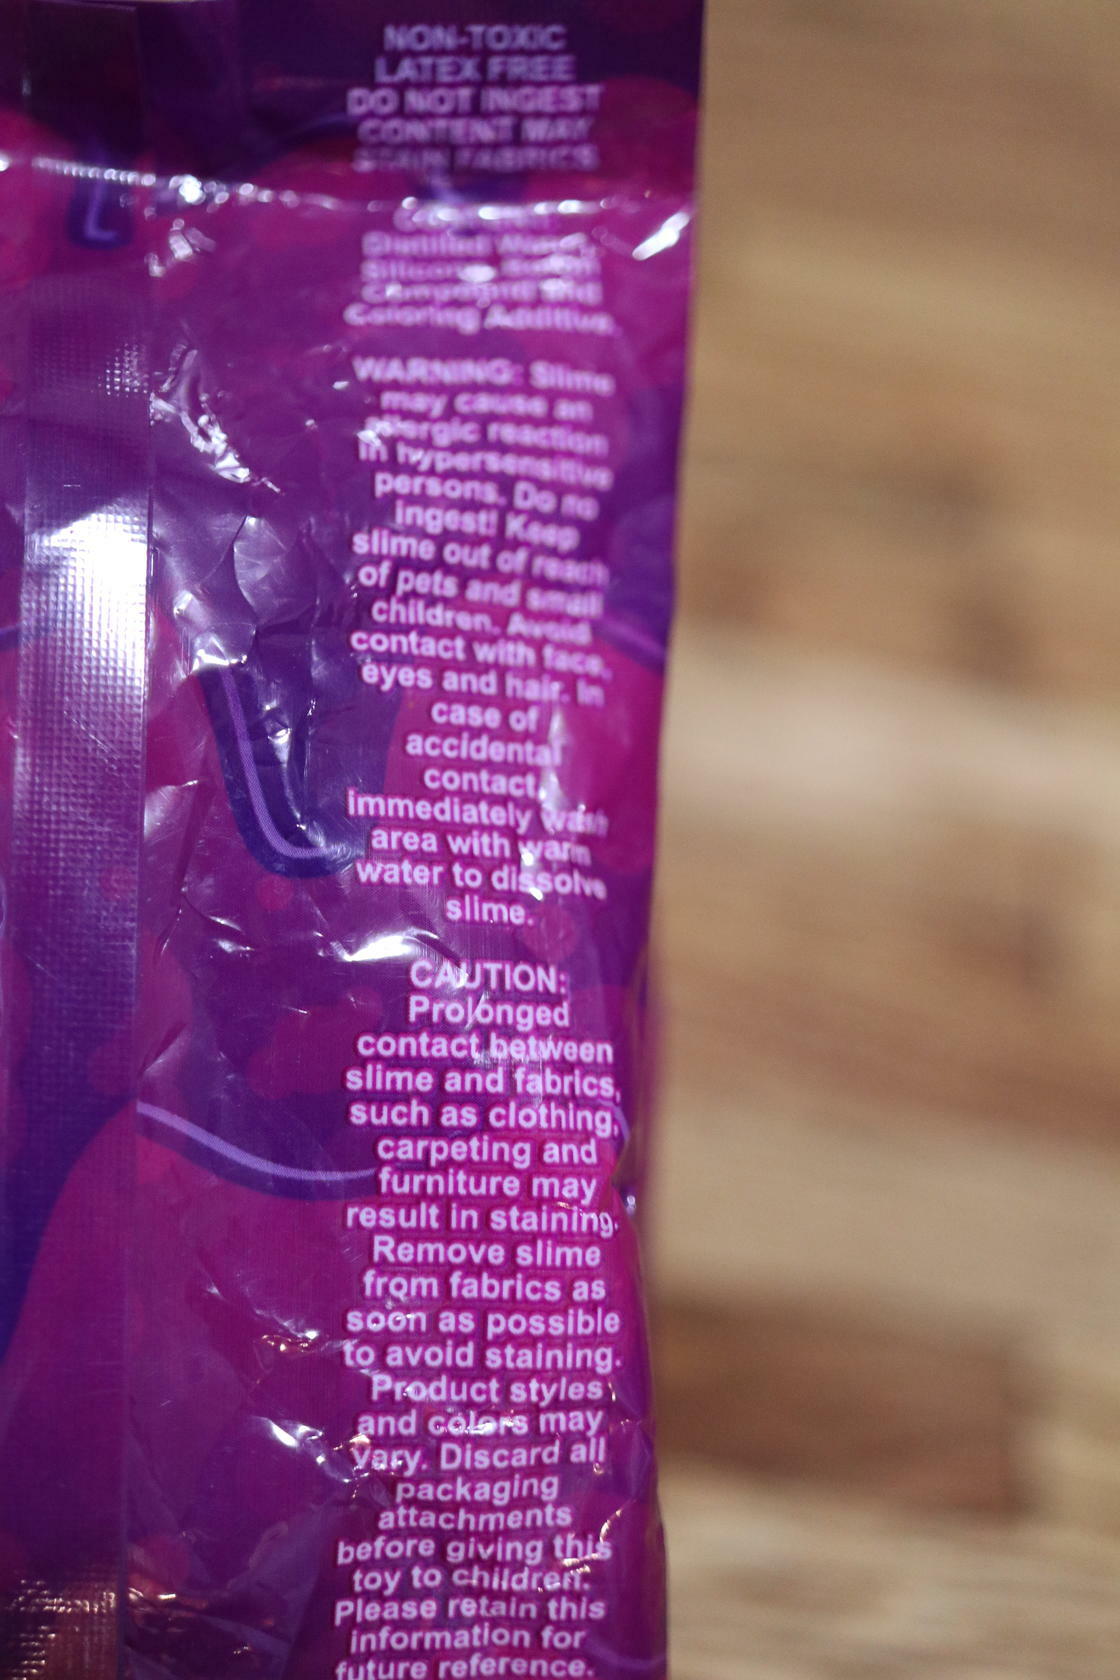 NON-TOXIC
LATEX FREE
DO NOT INGEST
CONTENT MAY
STAIN FABRICS
Distilled Water,
Coloring Additive.
WARNING: Slime
may cause an
allergic reaction
in hypersensitive
persons. Do no
ingest! Keep
slime out of reach
of pets and small
children. Avoid
contact with face,
eyes and hair. In
case of
accidental
contact,
immediately wash
area with warm
water to dissolve
slime.
CAUTION:
Prolonged
contact between
slime and fabrics,
such as clothing,
carpeting and
furniture may
result in staining.
Remove slime
from fabrics as
soon as possible
to avoid staining.
Product styles
and colors may
vary. Discard all
packaging
attachments
before giving this
toy to children.
Please retain this
information for
future reference.